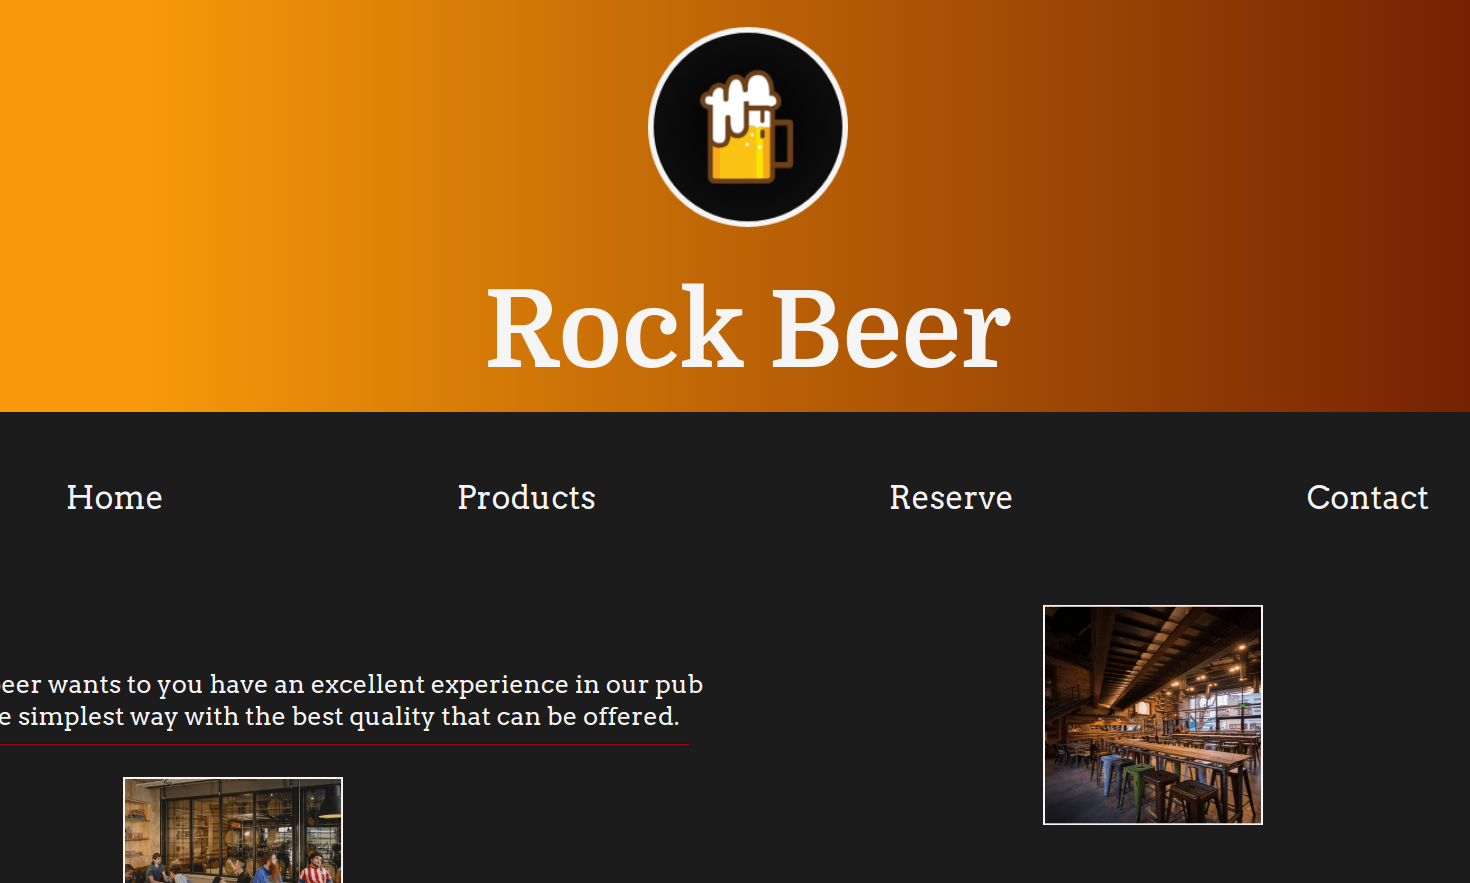 Rock Beer
Home
Products
Reserve
Contact
eer wants to you have an excellent experience in our pub
e simplest way with the best quality that can be offered.